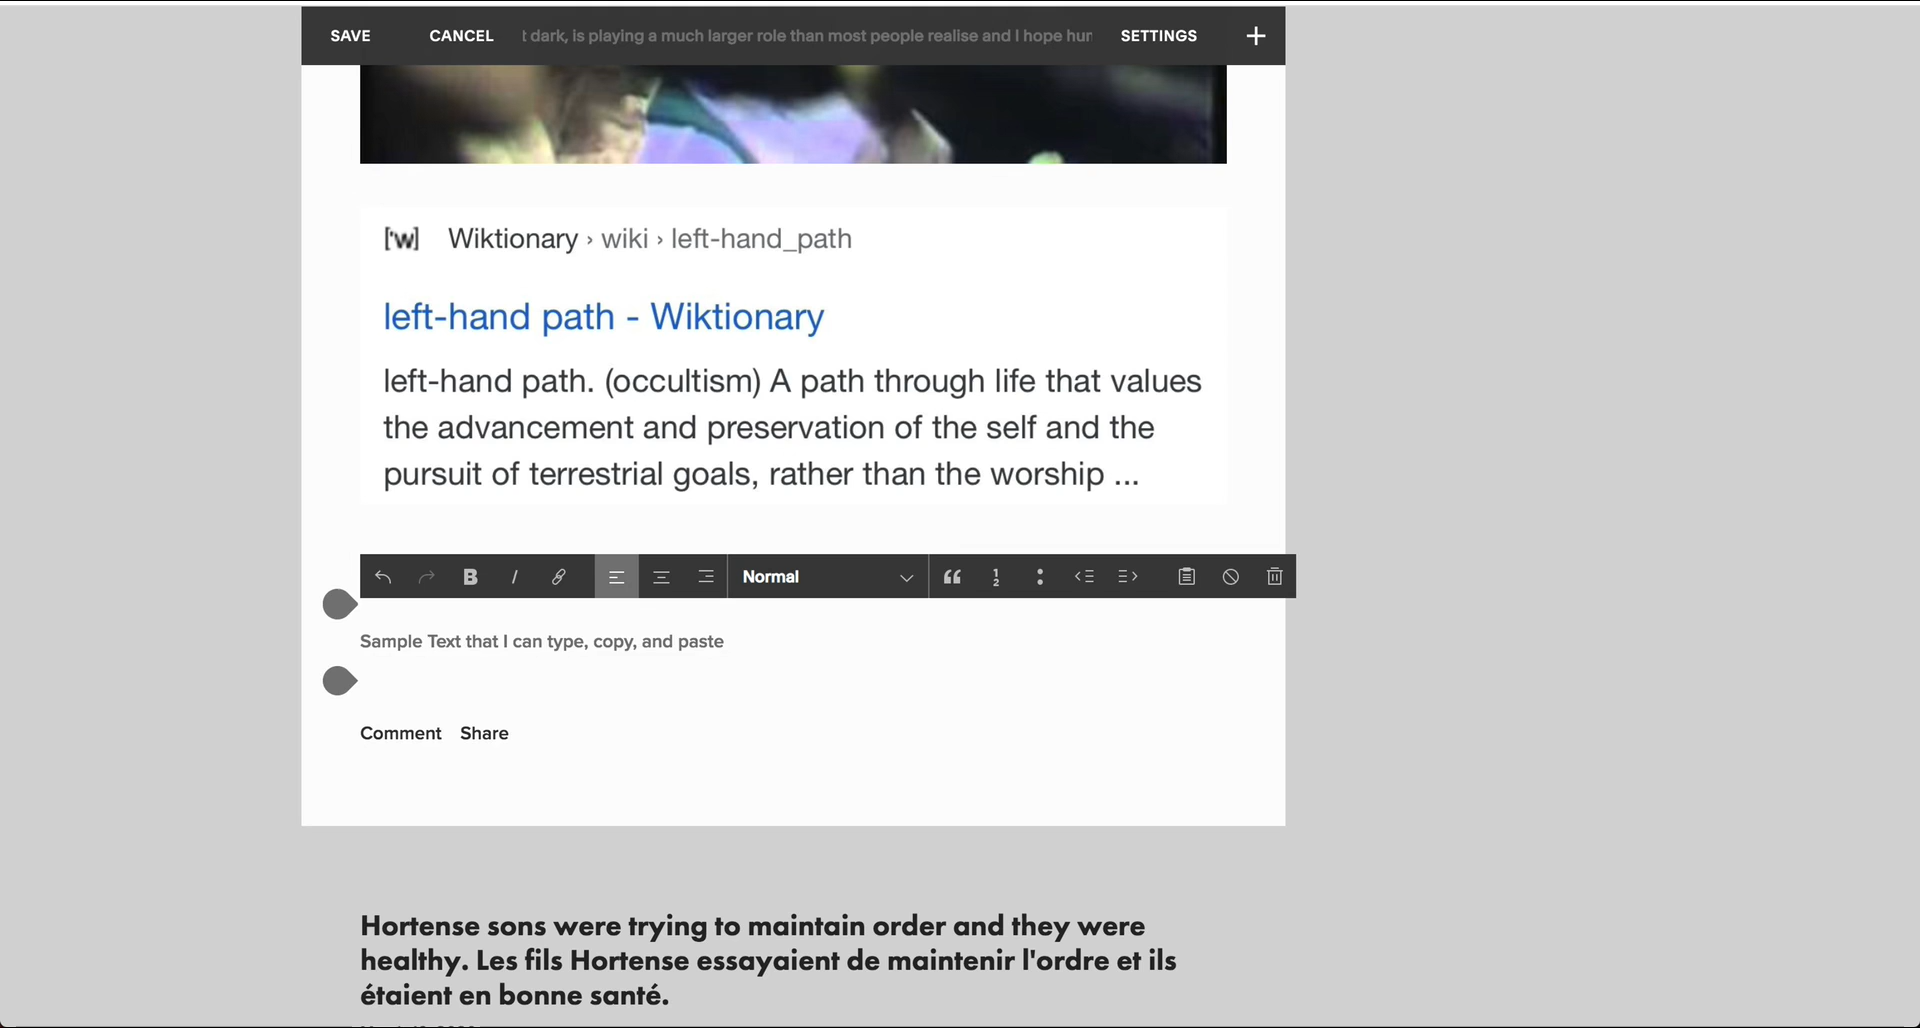 SAVE CANCEL t dark, is playing a much larger role than most people realise and I hope hur SETTINGS +
['w] Wiktionary › wiki › left-hand_path
left-hand path - Wiktionary
left-hand path. (occultism) A path through life that values
the advancement and preservation of the self and the
pursuit of terrestrial goals, rather than the worship ...
B I Normal
Sample Text that I can type, copy, and paste
Comment Share
Hortense sons were trying to maintain order and they were
healthy. Les fils Hortense essayaient de maintenir l'ordre et ils
étaient en bonne santé.